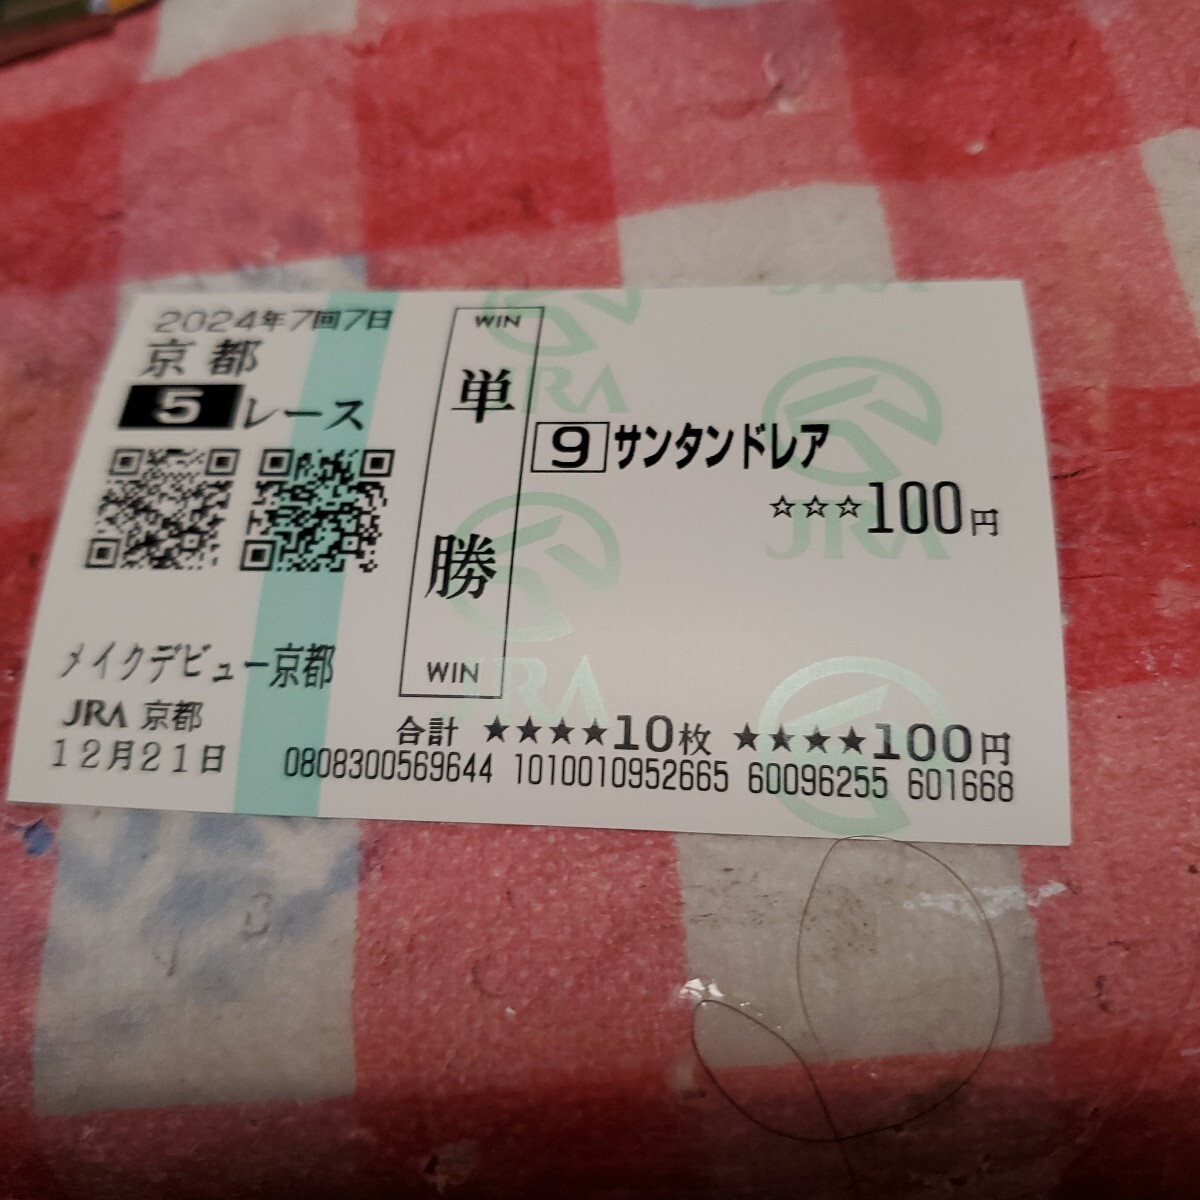 2024年7回7日
京都
5レース
メイクデビュー京都
JRA 京都
12月21日
WIN
単勝
WIN
9 サンタンドレア
☆☆☆100円
合計 ★★★★10枚 ★★★★100円
0808300569644 1010010952665 60096255 601668
JRA
JRA
JRA